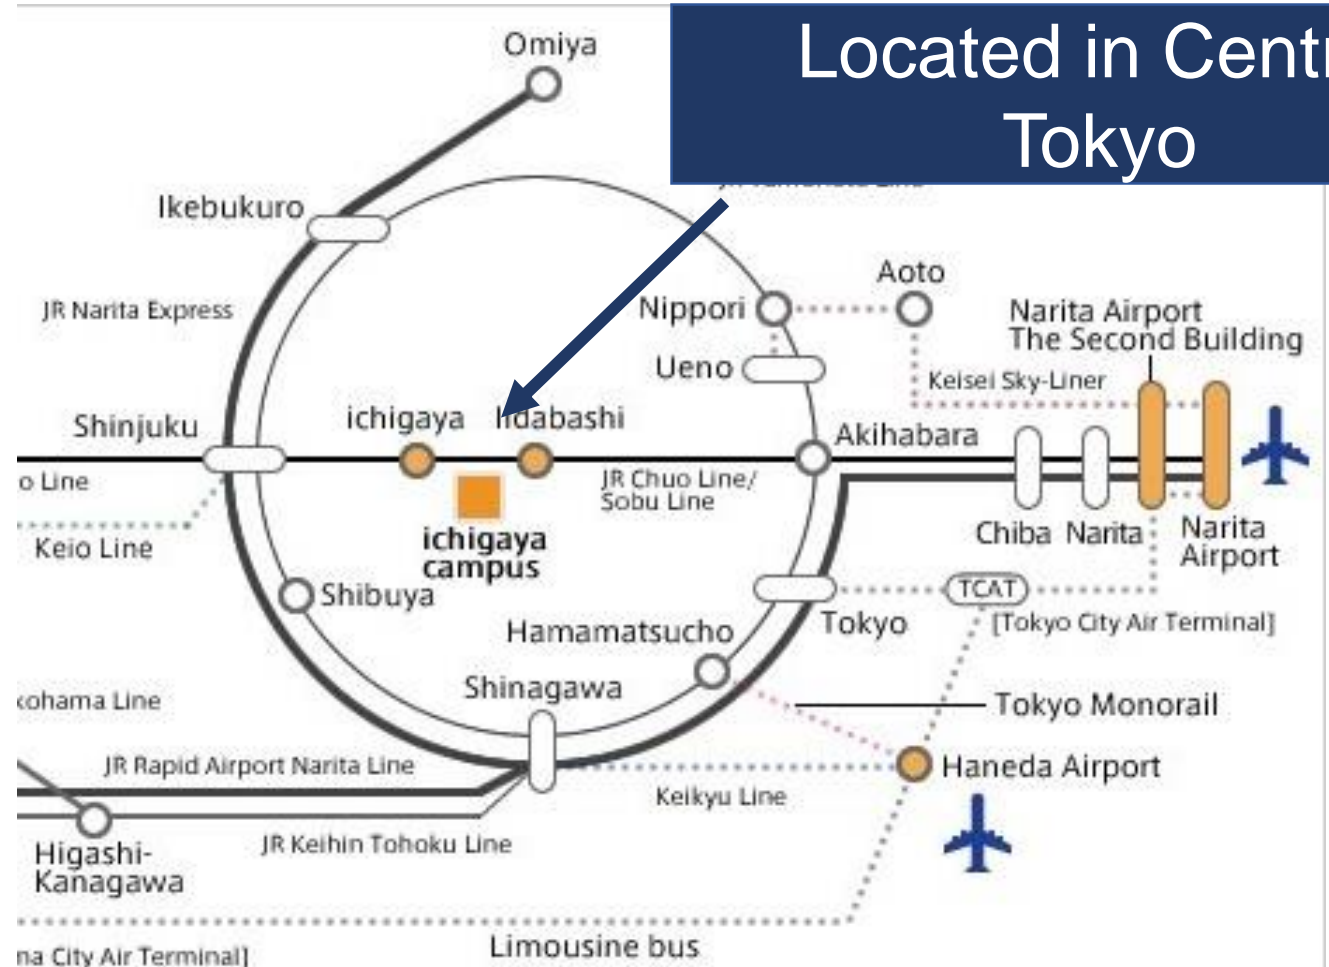 Located in Centr
Tokyo
Omiya
Ikebukuro
JR Narita Express
Nippori
Aoto
Ueno
Narita Airport
The Second Building
Keisei Sky-Liner
Shinjuku
ichigaya
Iidabashi
Akihabara
o Line
JR Chuo Line/
Sobu Line
Keio Line
ichigaya
campus
Chiba
Narita
Narita
Airport
Shibuya
TCAT
Tokyo
[Tokyo City Air Terminal]
Hamamatsucho
Shinagawa
kohama Line
Tokyo Monorail
JR Rapid Airport Narita Line
Haneda Airport
Keikyu Line
JR Keihin Tohoku Line
Higashi-
Kanagawa
Limousine bus
na City Air Terminal]